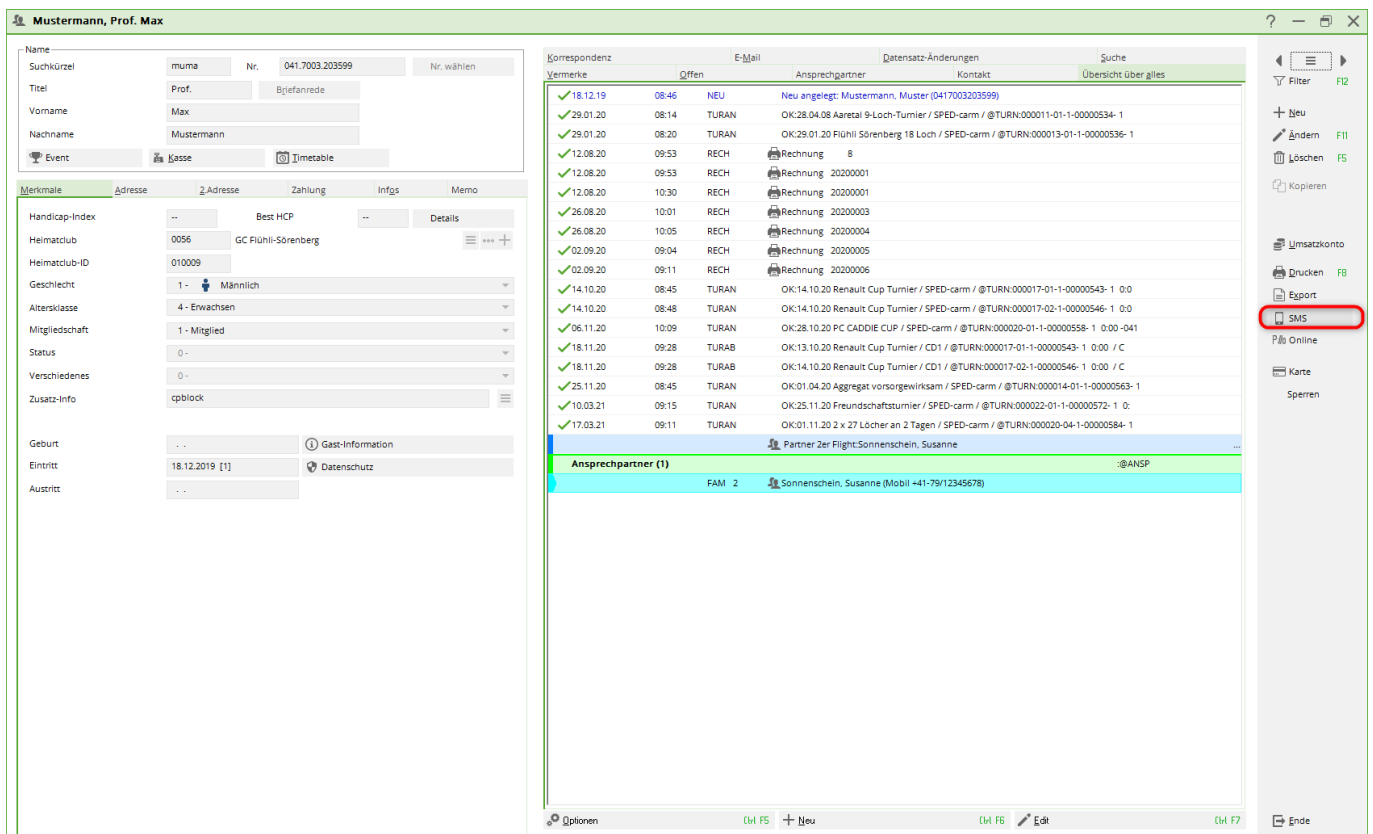 Mustermann, Prof. Max
Name
Suchkürzel muma Nr. 041.7003.203599 Nr. wählen
Titel Prof. Briefanrede
Vorname Max
Nachname Mustermann
Event Kasse Timetable
Merkmale Adresse 2.Adresse Zahlung Infos Memo
Handicap-Index -- Best HCP -- Details
Heimatclub 0056 GC Flühli-Sörenberg
Heimatclub-ID 010009
Geschlecht 1 - Männlich
Altersklasse 4 - Erwachsen
Mitgliedschaft 1 - Mitglied
Status 0 -
Verschiedenes 0 -
Zusatz-Info cpblock
Geburt . . Gast-Information
Eintritt 18.12.2019 [1] Datenschutz
Austritt . .
Korrespondenz E-Mail Datensatz-Änderungen Suche
Vermerke Offen Ansprechpartner Kontakt Übersicht über alles
18.12.19 08:46 NEU Neu angelegt: Mustermann, Muster (0417003203599)
29.01.20 08:14 TURAN OK:28.04.08 Aaretal 9-Loch-Turnier / SPED-carm / @TURN:000011-01-1-00000534- 1
29.01.20 08:20 TURAN OK:29.01.20 Flühli Sörenberg 18 Loch / SPED-carm / @TURN:000013-01-1-00000536- 1
12.08.20 09:53 RECH Rechnung 8
12.08.20 09:53 RECH Rechnung 20200001
12.08.20 10:30 RECH Rechnung 20200001
26.08.20 10:01 RECH Rechnung 20200003
26.08.20 10:05 RECH Rechnung 20200004
02.09.20 09:04 RECH Rechnung 20200005
02.09.20 09:11 RECH Rechnung 20200006
14.10.20 08:45 TURAN OK:14.10.20 Renault Cup Turnier / SPED-carm / @TURN:000017-01-1-00000543- 1 0:0
14.10.20 08:48 TURAN OK:14.10.20 Renault Cup Turnier / SPED-carm / @TURN:000017-02-1-00000546- 1 0:0
06.11.20 10:09 TURAN OK:28.10.20 PC CADDIE CUP / SPED-carm / @TURN:000020-01-1-00000558- 1 0:00 -041
18.11.20 09:28 TURAB OK:13.10.20 Renault Cup Turnier / CD1 / @TURN:000017-01-1-00000543- 1 0:00 / C
18.11.20 09:28 TURAB OK:14.10.20 Renault Cup Turnier / CD1 / @TURN:000017-02-1-00000546- 1 0:00 / C
25.11.20 08:45 TURAN OK:01.04.20 Aggregat vorsorgewirksam / SPED-carm / @TURN:000014-01-1-00000563- 1
10.03.21 09:15 TURAN OK:25.11.20 Freundschaftsturnier / SPED-carm / @TURN:000022-01-1-00000572- 1 0:
17.03.21 09:11 TURAN OK:01.11.20 2 x 27 Löcher an 2 Tagen / SPED-carm / @TURN:000020-04-1-00000584- 1
Partner 2er Flight:Sonnenschein, Susanne ...
Ansprechpartner (1) :@ANSP
FAM 2 Sonnenschein, Susanne (Mobil +41-79/12345678)
Optionen Ctrl F5 Neu Ctrl F6 Edit Ctrl F7
Filter F12
Neu
Ändern F11
Löschen F5
Kopieren
Umsatzkonto
Drucken F8
Export
SMS
Online
Karte
Sperren
Ende